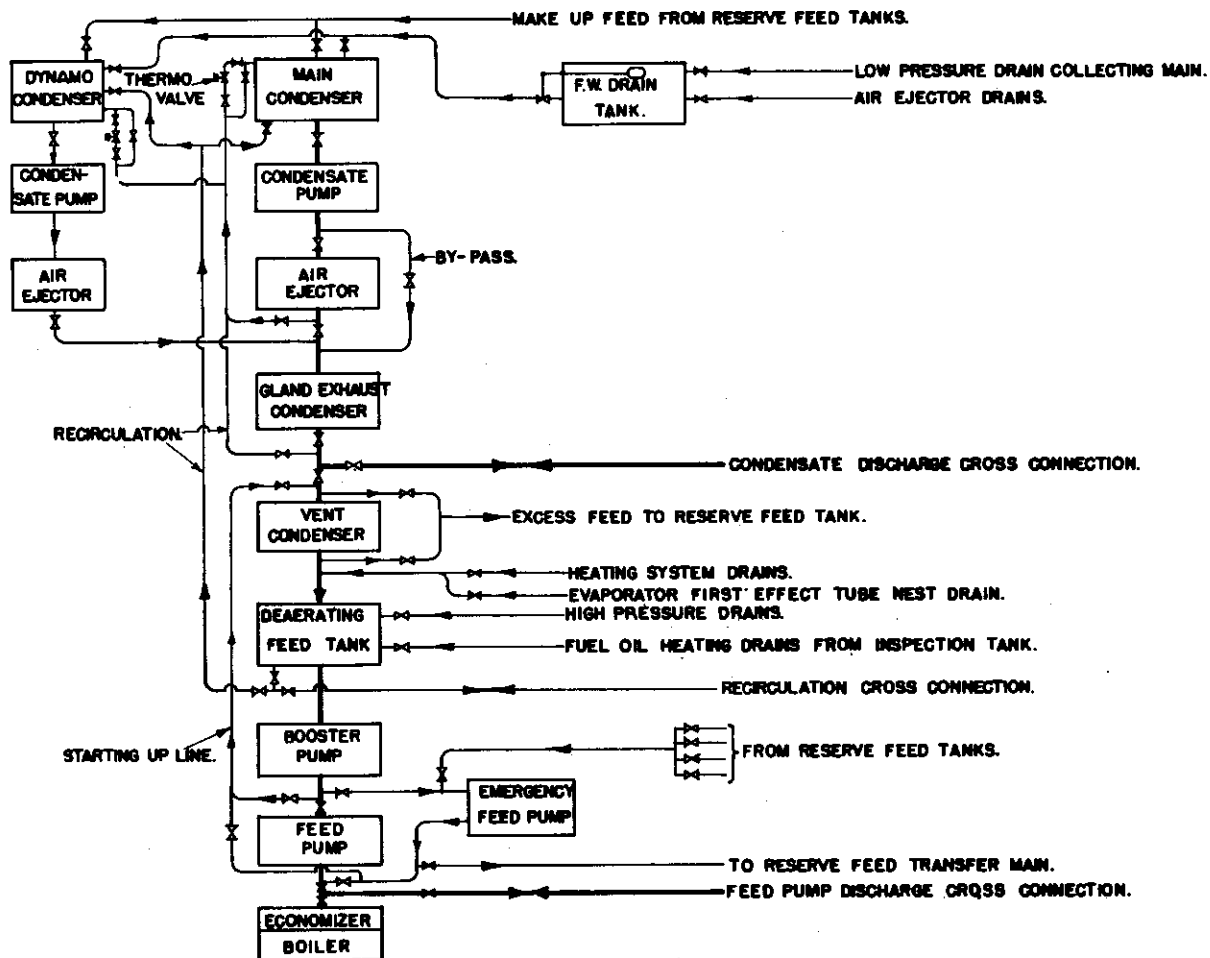 MAKE UP FEED FROM RESERVE FEED TANKS.
DYNAMO
CONDENSER
THERMO
VALVE
MAIN
CONDENSER
F.W. DRAIN
TANK.
LOW PRESSURE DRAIN COLLECTING MAIN.
AIR EJECTOR DRAINS.
CONDEN-
SATE PUMP
CONDENSATE
PUMP
BY-PASS.
AIR
EJECTOR
AIR
EJECTOR
GLAND EXHAUST
CONDENSER
RECIRCULATION.
CONDENSATE DISCHARGE CROSS CONNECTION.
VENT
CONDENSER
EXCESS FEED TO RESERVE FEED TANK.
HEATING SYSTEM DRAINS.
EVAPORATOR FIRST EFFECT TUBE NEST DRAIN.
DEAERATING
FEED TANK
HIGH PRESSURE DRAINS.
FUEL OIL HEATING DRAINS FROM INSPECTION TANK.
RECIRCULATION CROSS CONNECTION.
STARTING UP LINE.
BOOSTER
PUMP
FROM RESERVE FEED TANKS.
EMERGENCY
FEED PUMP
FEED
PUMP
TO RESERVE FEED TRANSFER MAIN.
FEED PUMP DISCHARGE CROSS CONNECTION.
ECONOMIZER
BOILER